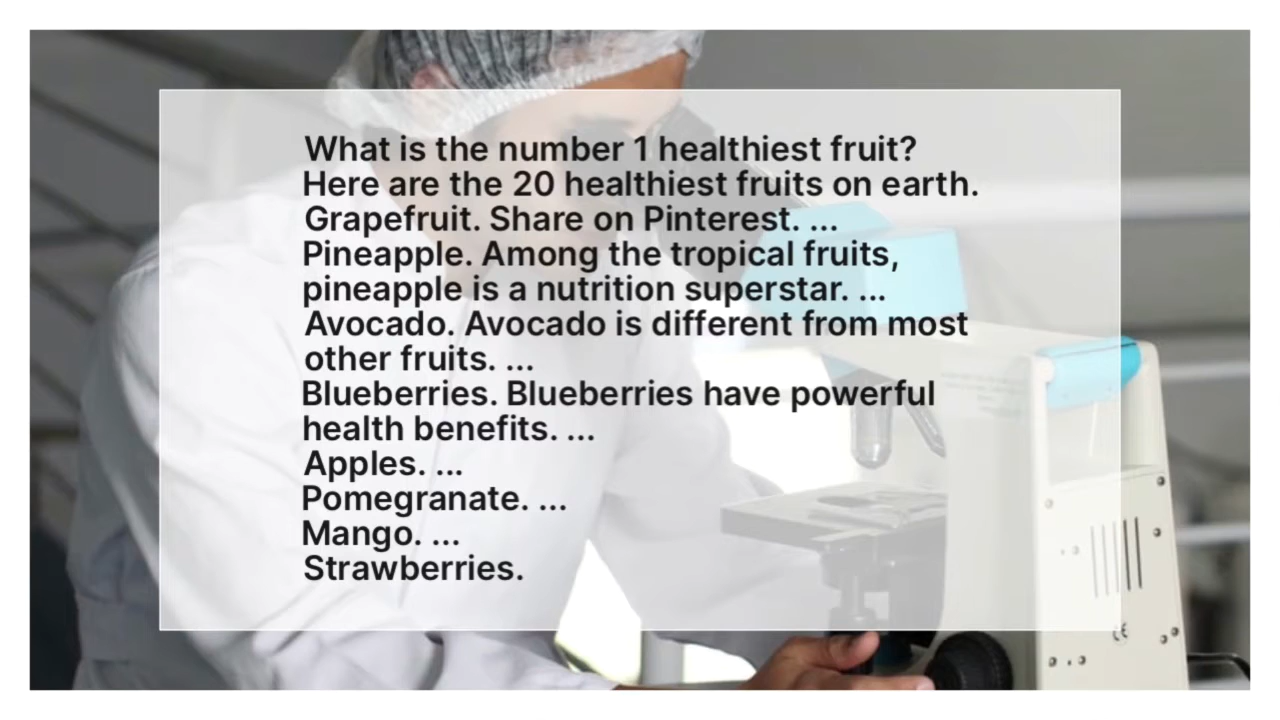 What is the number 1 healthiest fruit?
Here are the 20 healthiest fruits on earth.
Grapefruit. Share on Pinterest. ...
Pineapple. Among the tropical fruits,
pineapple is a nutrition superstar. ...
Avocado. Avocado is different from most
other fruits. ...
Blueberries. Blueberries have powerful
health benefits. ...
Apples. ...
Pomegranate. ...
Mango. ...
Strawberries.
CE